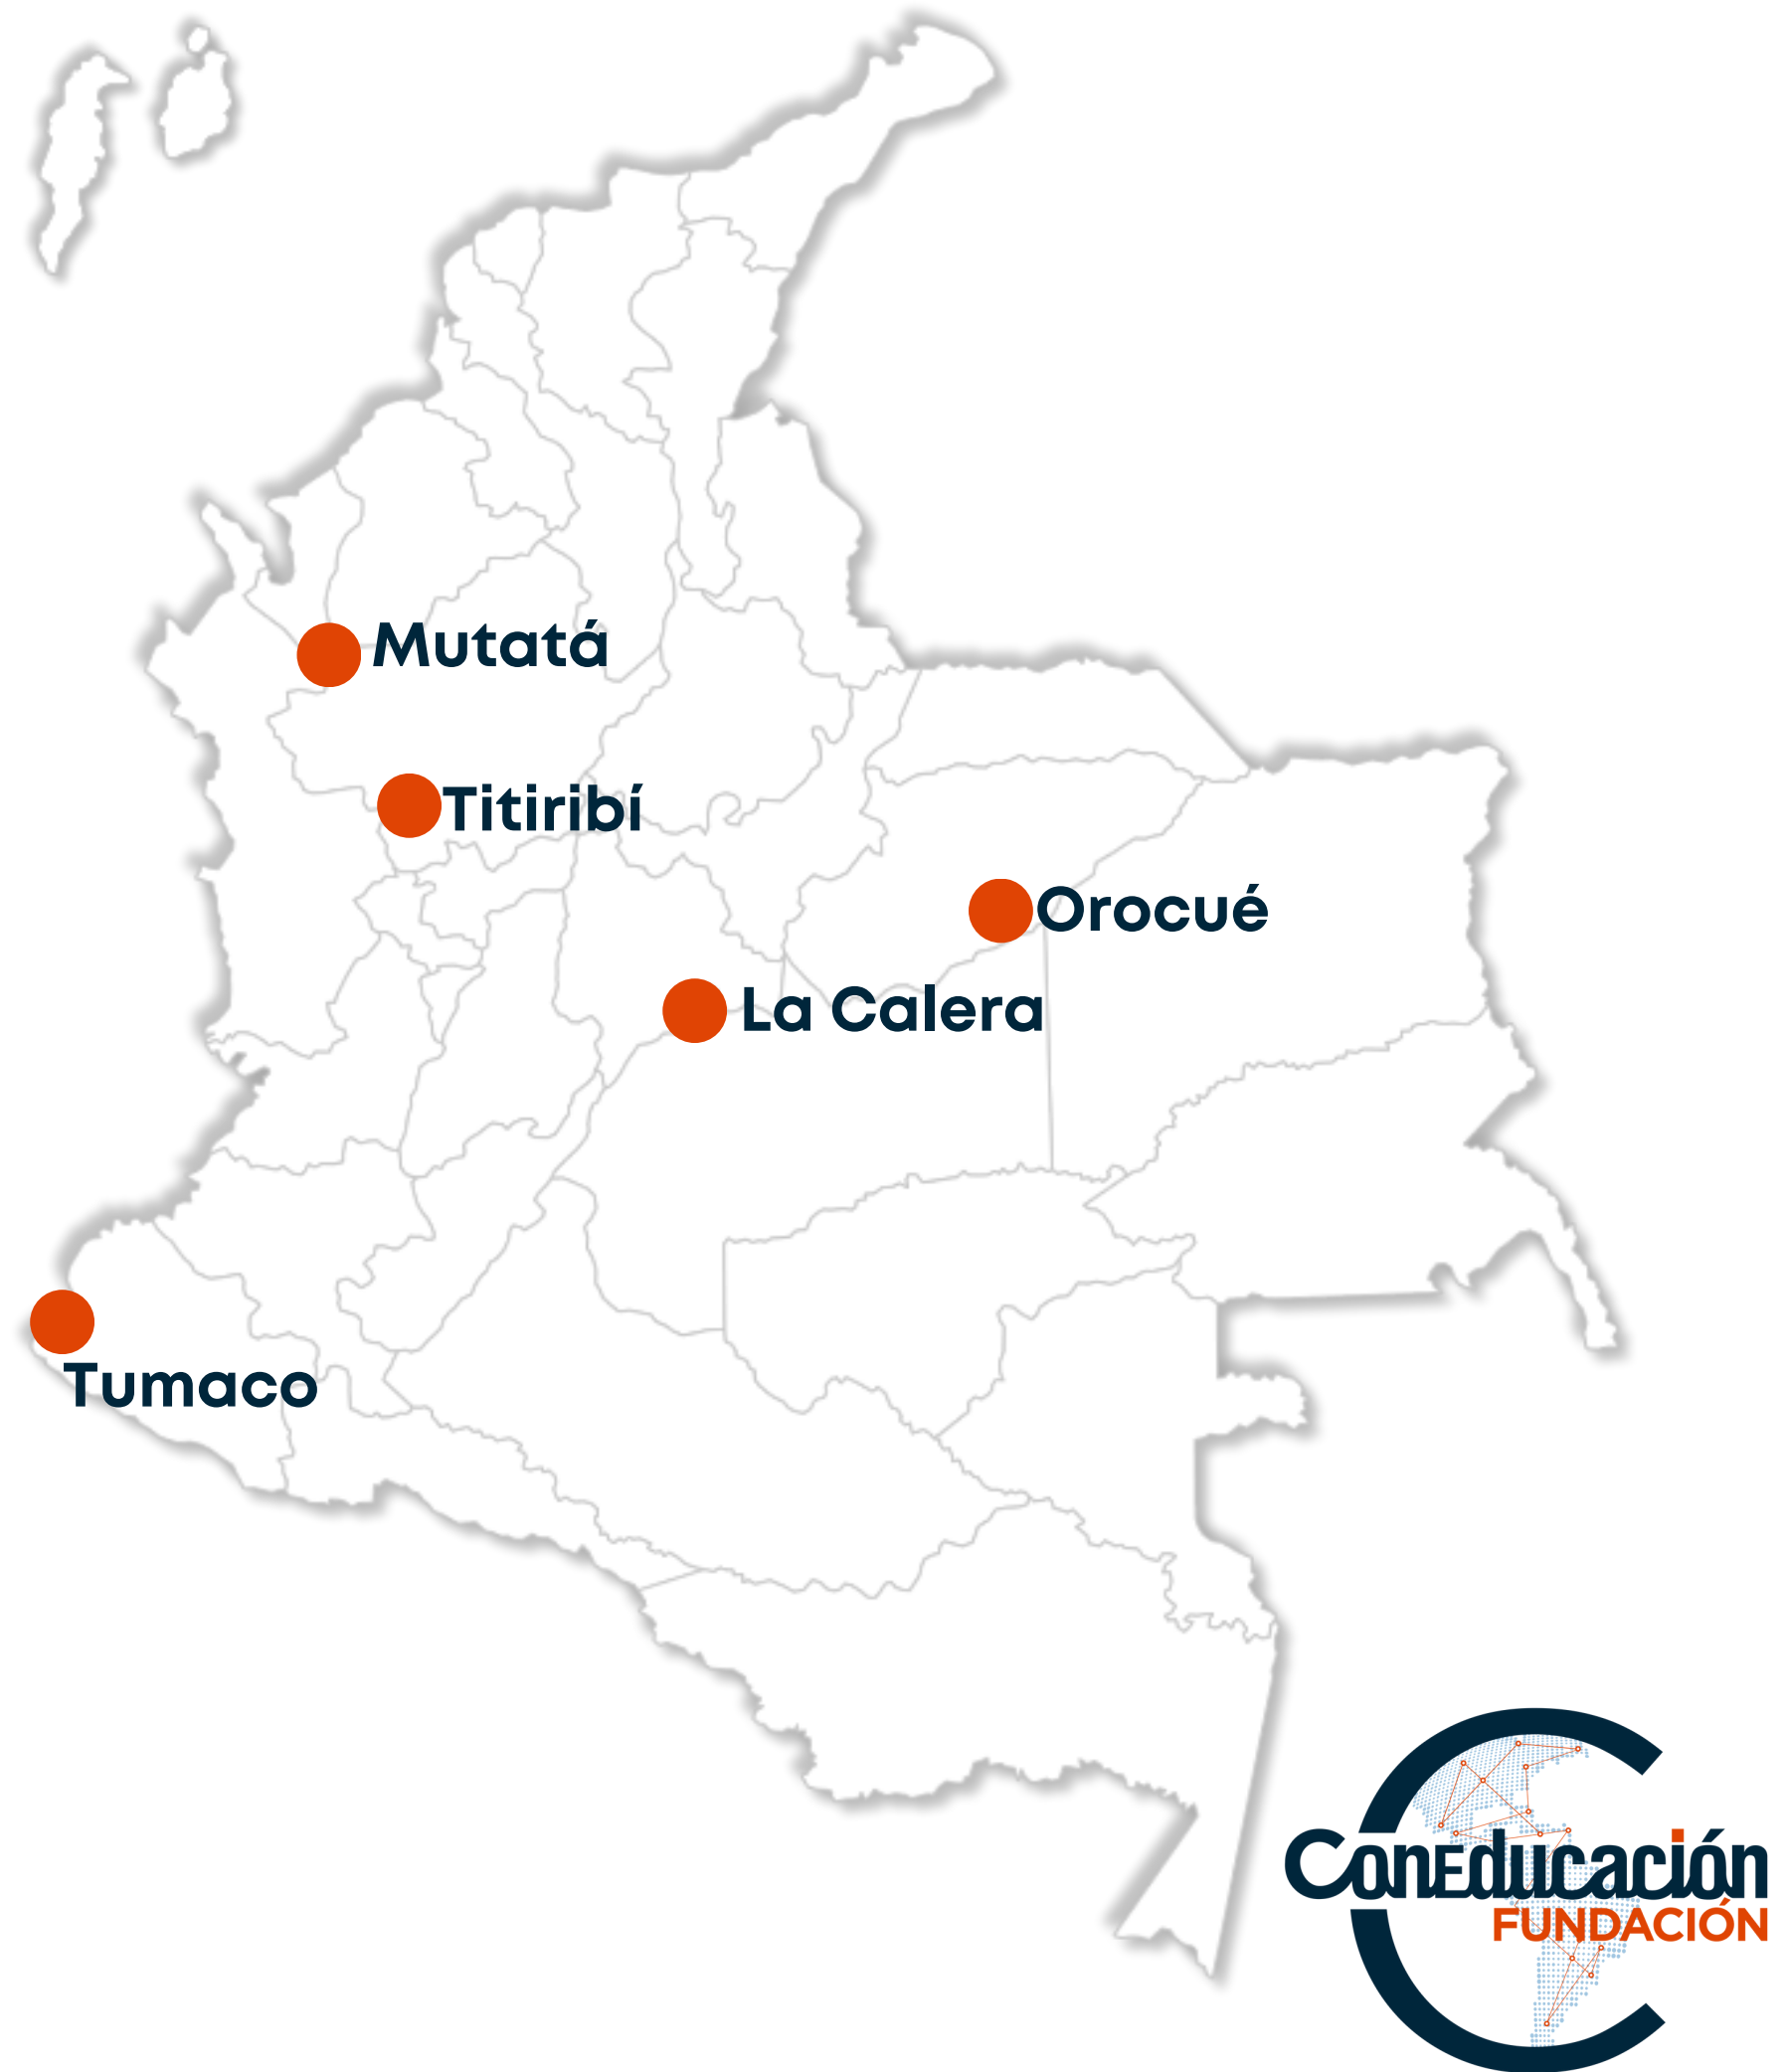 Mutatá
Titiribí
Orocué
La Calera
Tumaco
ConEducación
FUNDACIÓN